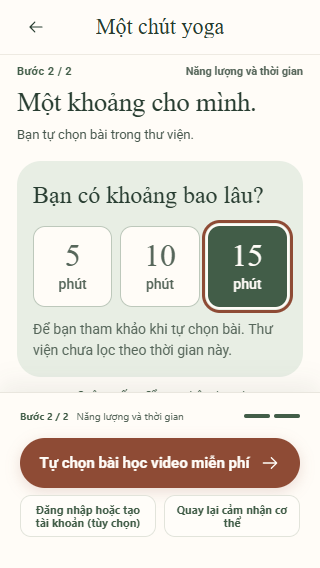 Một chút yoga
Bước 2 / 2 Năng lượng và thời gian
Một khoảng cho mình.
Bạn tự chọn bài trong thư viện.
Bạn có khoảng bao lâu?
5 10 15
phút phút phút
Để bạn tham khảo khi tự chọn bài. Thư
viện chưa lọc theo thời gian này.
Bước 2 / 2 Năng lượng và thời gian
Tự chọn bài học video miễn phí
Đăng nhập hoặc tạo
tài khoản (tùy chọn)
Quay lại cảm nhận cơ
thể